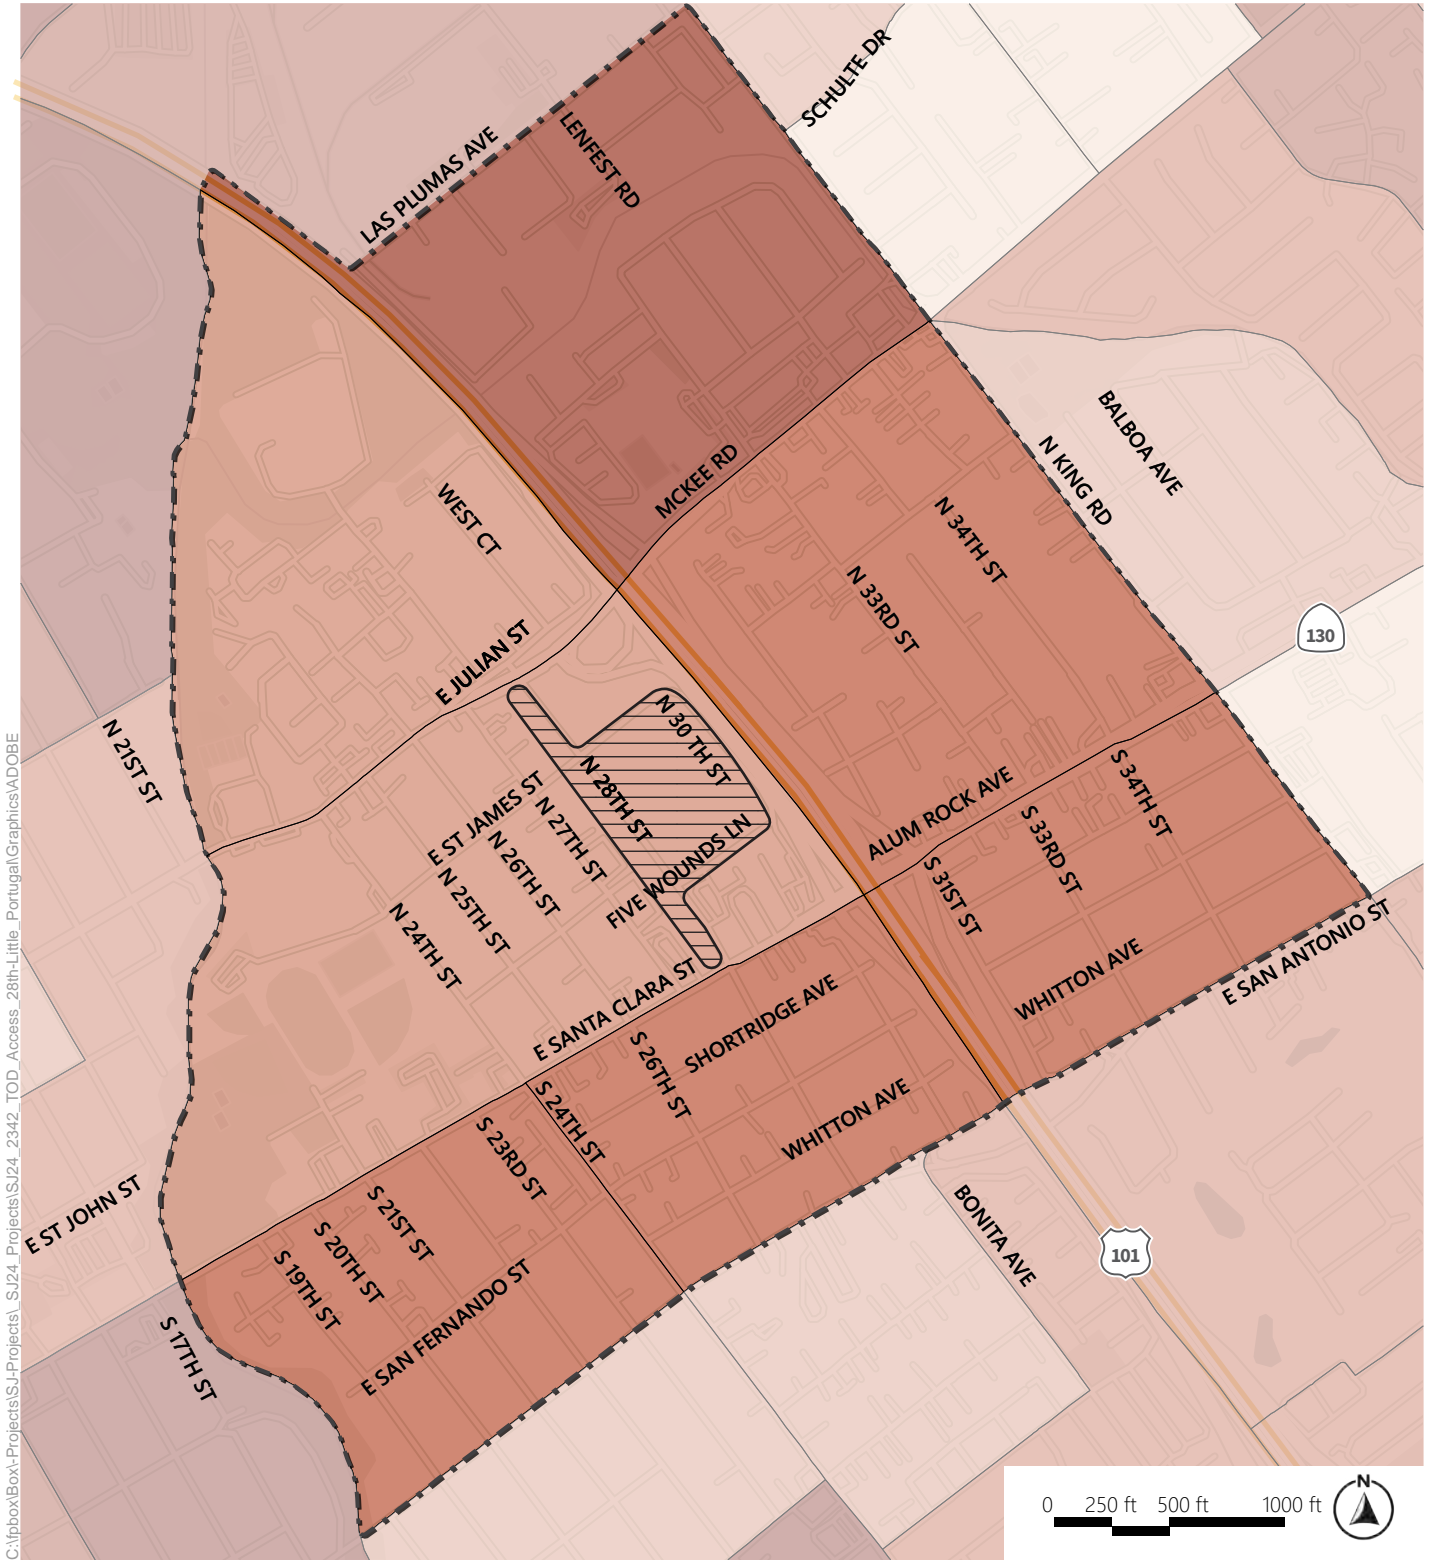 SCHULTE DR
LENFEST RD
LAS PLUMAS AVE
BALBOA AVE
N KING RD
MCKEE RD
WEST CT
N 34TH ST
N 33RD ST
130
E JULIAN ST
N 21ST ST
N 30 TH ST
N 28TH ST
E ST JAMES ST
N 27TH ST
N 26TH ST
N 25TH ST
N 24TH ST
FIVE WOUNDS LN
ALUM ROCK AVE
S 34TH ST
S 33RD ST
S 31ST ST
E SAN ANTONIO ST
WHITTON AVE
E SANTA CLARA ST
SHORTRIDGE AVE
S 26TH ST
WHITTON AVE
S 24TH ST
S 23RD ST
S 21ST ST
S 20TH ST
S 19TH ST
E SAN FERNANDO ST
E ST JOHN ST
S 17TH ST
BONITA AVE
101
C:\fpbox\Box\-Projects\SJ-Projects\_SJ24_Projects\SJ24_2342_TOD_Access_28th-Little_Portugal\Graphics\ADOBE
0 250 ft 500 ft 1000 ft
N